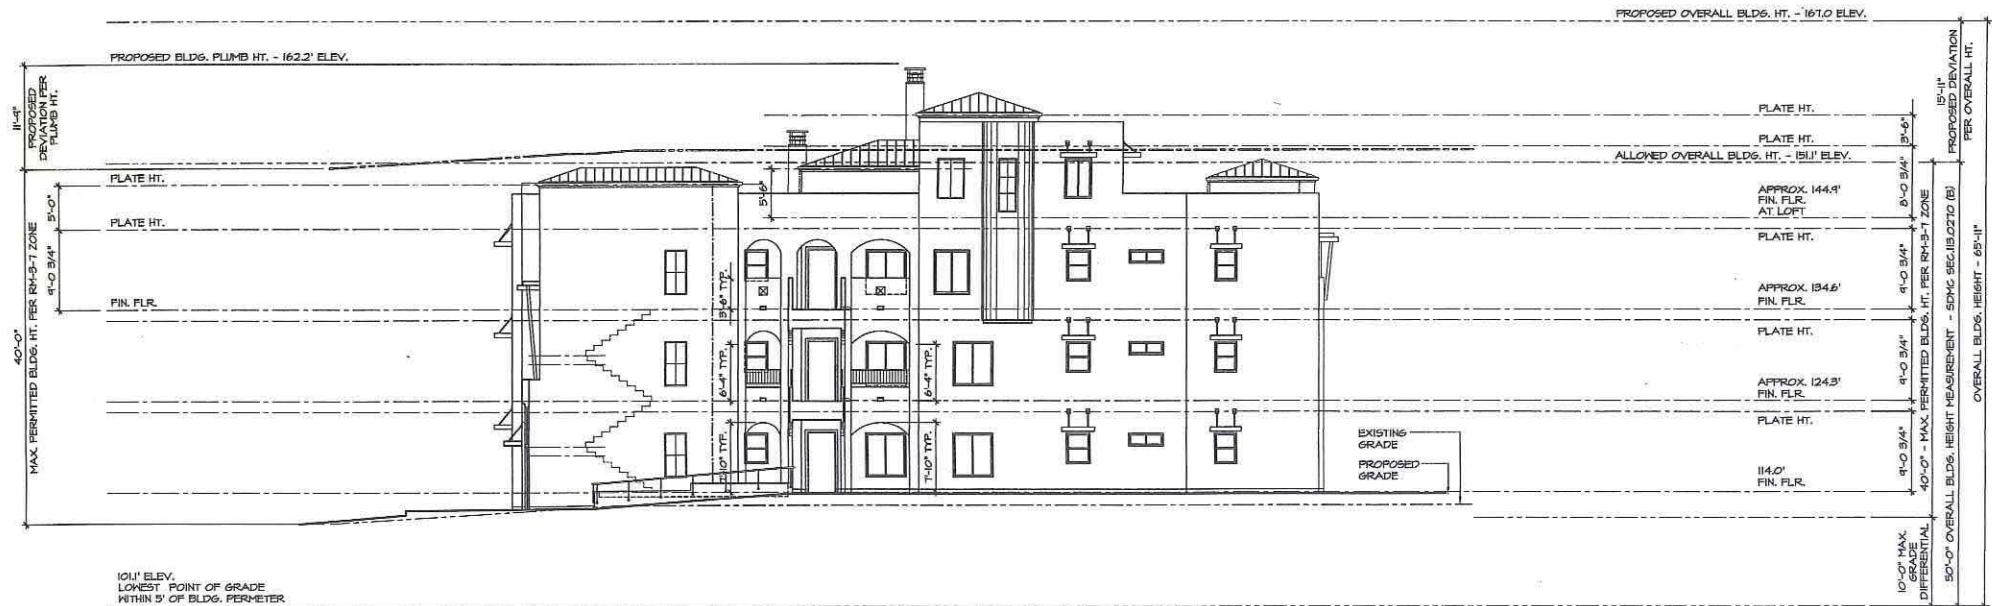 PROPOSED OVERALL BLDG. HT. - 167.0 ELEV.
PROPOSED BLDG. PLUMB HT. - 162.2' ELEV.
11'-9"
PROPOSED
DEVIATION PER
PLUMB HT.
15'-11"
PROPOSED DEVIATION
PER OVERALL HT.
PLATE HT.
3'-6"
PLATE HT.
ALLOWED OVERALL BLDG. HT. - 151.1' ELEV.
PLATE HT.
5'-0"
PLATE HT.
9'-0 3/4"
FIN. FLR.
40'-0"
MAX. PERMITTED BLDG. HT. PER RM-3-7 ZONE
5'-6"
3'-6" TYP.
6'-4" TYP.
6'-4" TYP.
7'-10" TYP.
7'-10" TYP.
8'-0 3/4"
APPROX. 144.9'
FIN. FLR.
AT LOFT
PLATE HT.
9'-0 3/4"
APPROX. 134.6'
FIN. FLR.
PLATE HT.
9'-0 3/4"
APPROX. 124.3'
FIN. FLR.
PLATE HT.
9'-0 3/4"
114.0'
FIN. FLR.
EXISTING
GRADE
PROPOSED
GRADE
40'-0" - MAX. PERMITTED BLDG. HT. PER RM-3-7 ZONE
10'-0" MAX.
GRADE
DIFFERENTIAL
50'-0" OVERALL BLDG. HEIGHT MEASUREMENT - SDMC SEC.113.0270 (B)
OVERALL BLDG. HEIGHT - 65'-11"
101.1' ELEV.
LOWEST POINT OF GRADE
WITHIN 5' OF BLDG. PERMETER